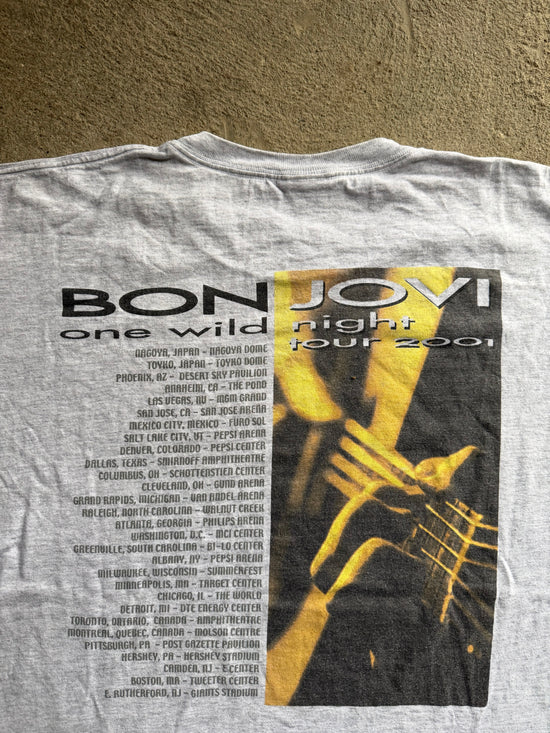 BON JOVI
one wild night
tour 2001
NAGOYA, JAPAN - NAGOYA DOME
TOYKO, JAPAN - TOYKO DOME
PHOENIX, AZ - DESERT SKY PAVILION
ANAHEIM, CA - THE POND
LAS VEGAS, NV - MGM GRAND
SAN JOSE, CA - SAN JOSE ARENA
MEXICO CITY, MEXICO - FURO SOL
SALT LAKE CITY, UT - PEPSI ARENA
DENVER, COLORADO - PEPSI CENTER
DALLAS, TEXAS - SMIRNOFF AMPHITHEATRE
COLUMBUS, OH - SCHOTTENSTIEN CENTER
CLEVELAND, OH - GUND ARENA
GRAND RAPIDS, MICHIGAN - VAN ANDEL ARENA
RALEIGH, NORTH CAROLINA - WALNUT CREEK
ATLANTA, GEORGIA - PHILIPS ARENA
WASHINGTON, D.C. - MCI CENTER
GREENVILLE, SOUTH CAROLINA - BI-LO CENTER
ALBANY, NY - PEPSI ARENA
MILWAUKEE, WISCONSIN - SUMMERFEST
MINNEAPOLIS, MN - TARGET CENTER
CHICAGO, IL - THE WORLD
DETROIT, MI - DTE ENERGY CENTER
TORONTO, ONTARIO, CANADA - AMPHITHEATRE
MONTREAL, QUEBEC, CANADA - MOLSON CENTRE
PITTSBURGH, PA - POST GAZETTE PAVILION
HERSHEY, PA - HERSHEY STADIUM
CAMDEN, NJ - E CENTER
BOSTON, MA - TWEETER CENTER
E. RUTHERFORD, NJ - GIANTS STADIUM